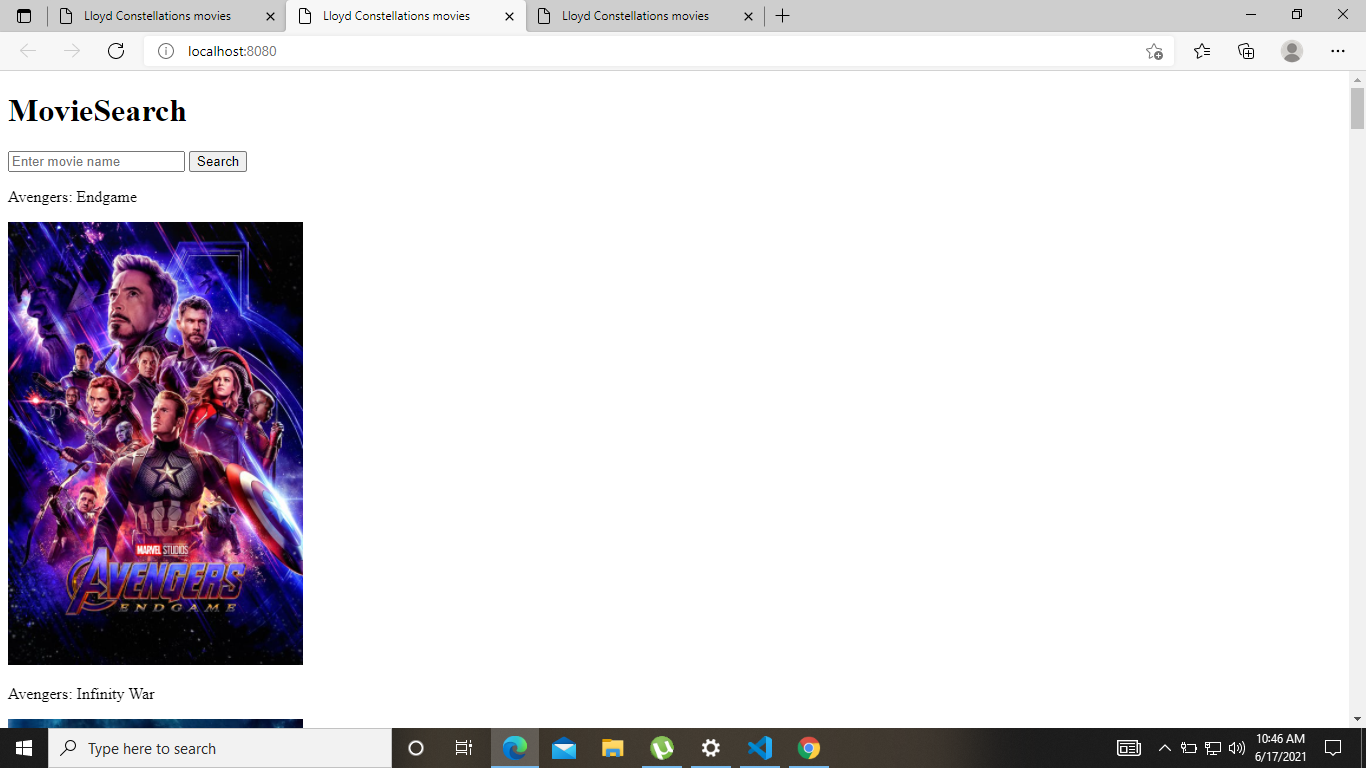 Lloyd Constellations movies
Lloyd Constellations movies
Lloyd Constellations movies
localhost:8080
MovieSearch
Enter movie name
Search
Avengers: Endgame
MARVEL STUDIOS
AVENGERS
ENDGAME
Avengers: Infinity War
Type here to search
10:46 AM
6/17/2021